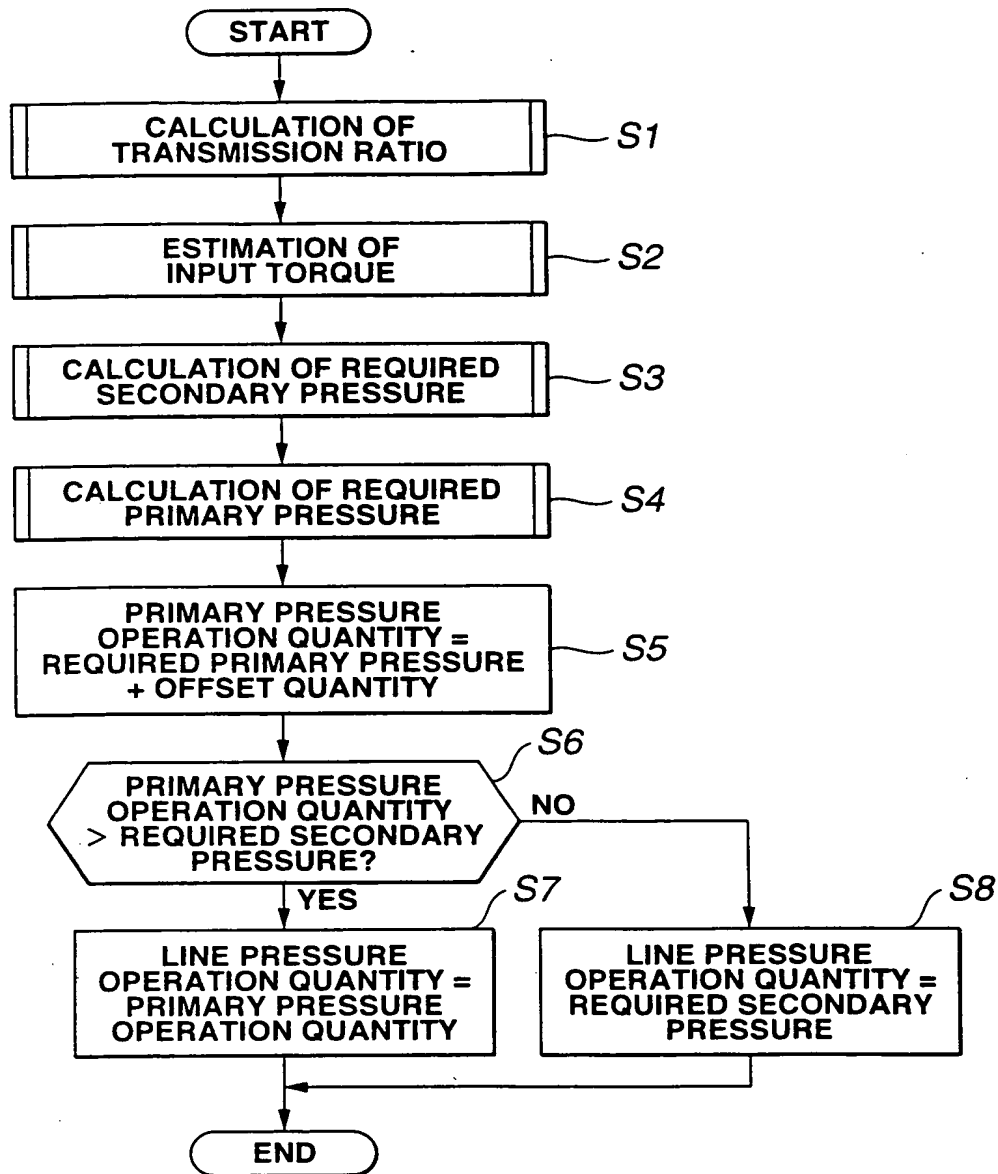 START
CALCULATION OF
TRANSMISSION RATIO
S1
ESTIMATION OF
INPUT TORQUE
S2
CALCULATION OF REQUIRED
SECONDARY PRESSURE
S3
CALCULATION OF REQUIRED
PRIMARY PRESSURE
S4
PRIMARY PRESSURE
OPERATION QUANTITY =
REQUIRED PRIMARY PRESSURE
+ OFFSET QUANTITY
S5
PRIMARY PRESSURE
OPERATION QUANTITY
> REQUIRED SECONDARY
PRESSURE?
S6
NO
YES
LINE PRESSURE
OPERATION QUANTITY =
PRIMARY PRESSURE
OPERATION QUANTITY
S7
LINE PRESSURE
OPERATION QUANTITY =
REQUIRED SECONDARY
PRESSURE
S8
END